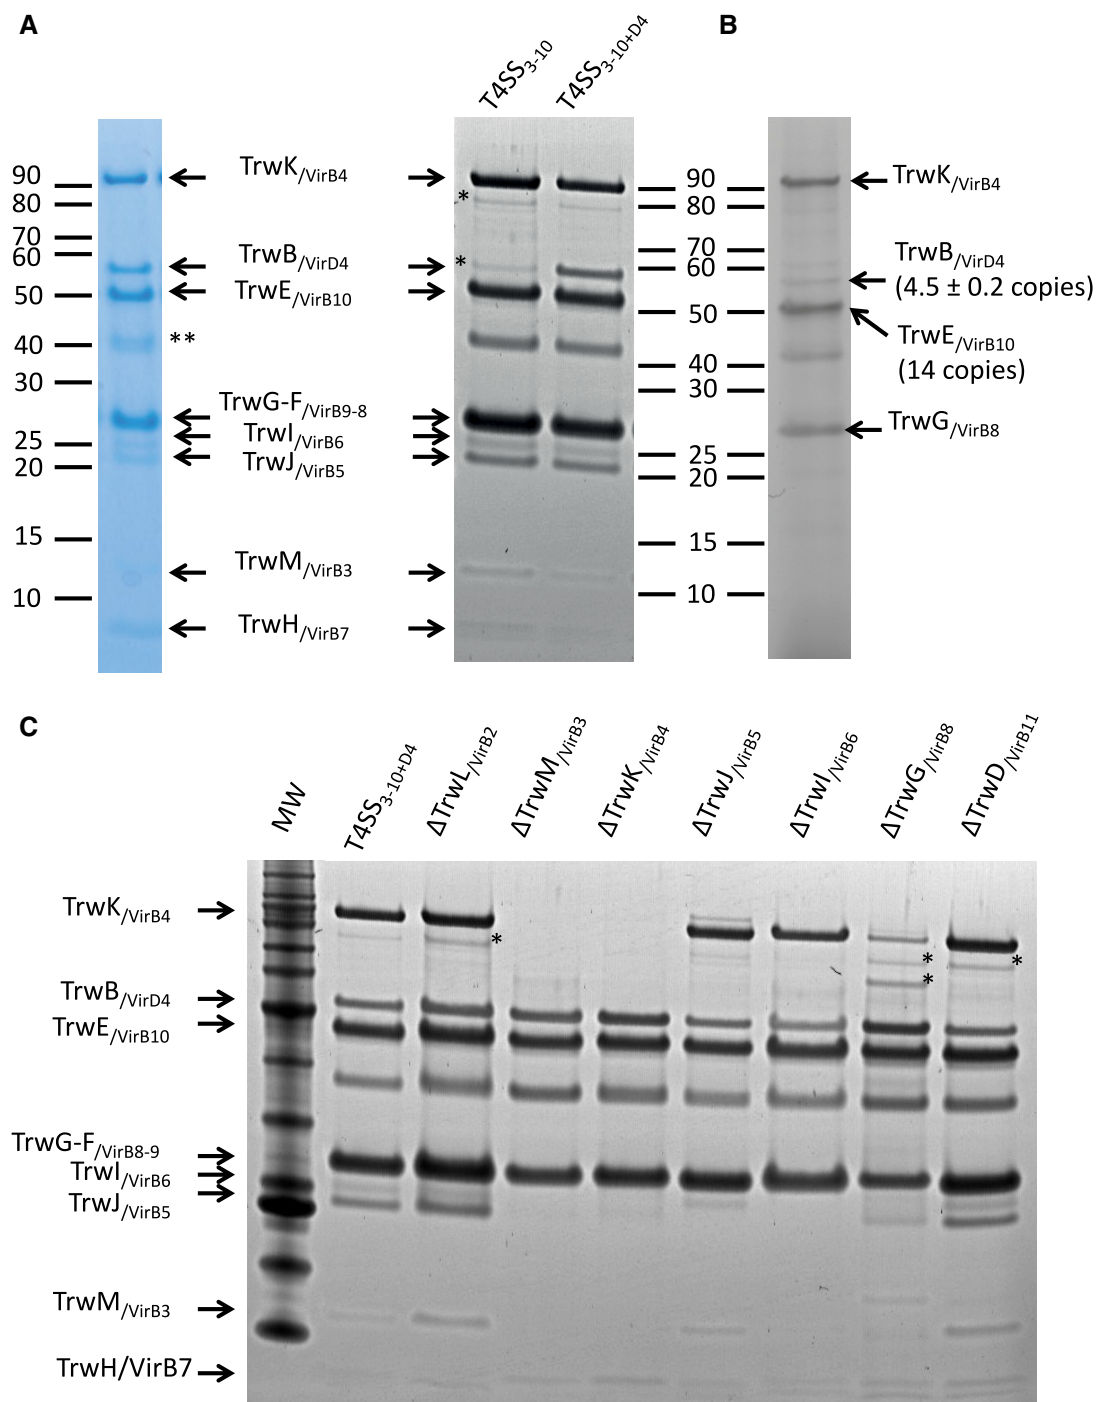 A
B
T4SS3-10
T4SS3-10+D4
90
80
70
60
50
40
30
25
20
15
10
TrwK/VirB4
TrwB/VirD4
TrwE/VirB10
**
TrwG-F/VirB9-8
TrwI/VirB6
TrwJ/VirB5
TrwM/VirB3
TrwH/VirB7
*
*
90
80
70
60
50
40
30
25
20
15
10
TrwK/VirB4
TrwB/VirD4
(4.5 ± 0.2 copies)
TrwE/VirB10
(14 copies)
TrwG/VirB8
C
MW
T4SS3-10+D4
ΔTrwL/VirB2
ΔTrwM/VirB3
ΔTrwK/VirB4
ΔTrwJ/VirB5
ΔTrwI/VirB6
ΔTrwG/VirB8
ΔTrwD/VirB11
TrwK/VirB4
TrwB/VirD4
TrwE/VirB10
TrwG-F/VirB8-9
TrwI/VirB6
TrwJ/VirB5
TrwM/VirB3
TrwH/VirB7
*
*
*
*